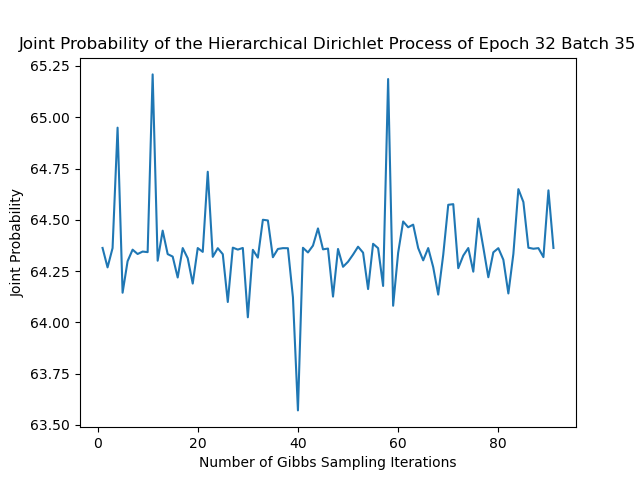 Joint Probability of the Hierarchical Dirichlet Process of Epoch 32 Batch 35
65.25
65.00
64.75
64.50
64.25
64.00
63.75
63.50
Joint Probability
0 20 40 60 80
Number of Gibbs Sampling Iterations